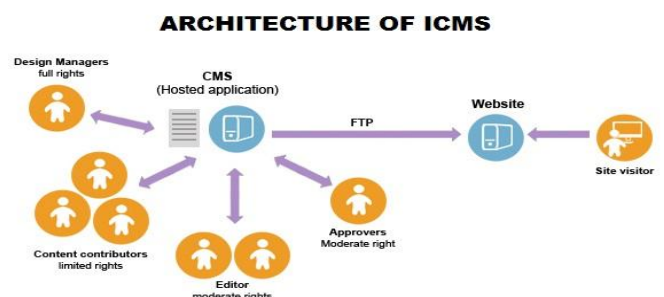 ARCHITECTURE OF ICMS
Design Managers
full rights
CMS
(Hosted application)
FTP
Website
Site visitor
Content contributors
limited rights
Editor
moderate rights
Approvers
Moderate right